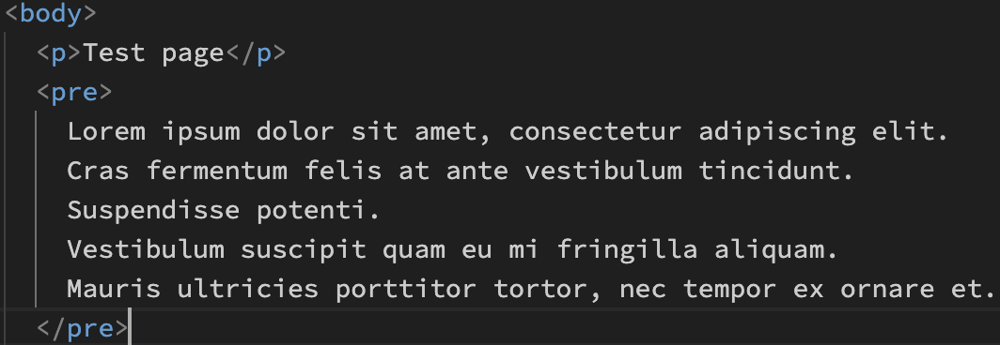 <body>
<p>Test page</p>
<pre>
Lorem ipsum dolor sit amet, consectetur adipiscing elit.
Cras fermentum felis at ante vestibulum tincidunt.
Suspendisse potenti.
Vestibulum suscipit quam eu mi fringilla aliquam.
Mauris ultricies porttitor tortor, nec tempor ex ornare et.
</pre>